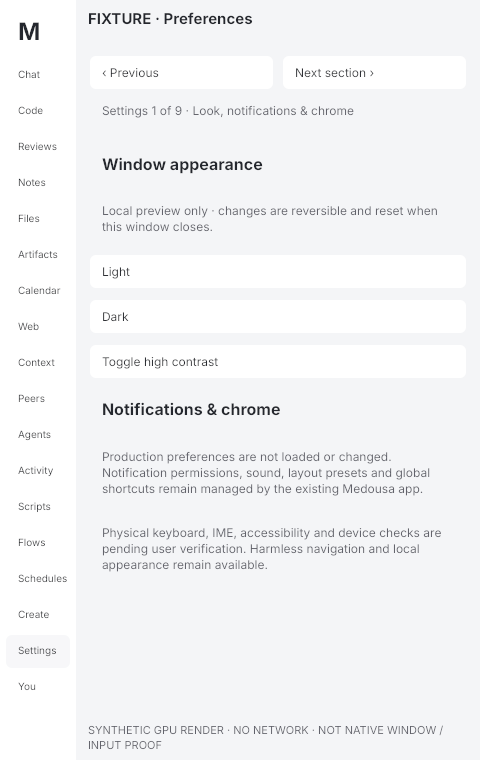 M
Chat
Code
Reviews
Notes
Files
Artifacts
Calendar
Web
Context
Peers
Agents
Activity
Scripts
Flows
Schedules
Create
Settings
You
FIXTURE · Preferences
‹ Previous
Next section ›
Settings 1 of 9 · Look, notifications & chrome
Window appearance
Local preview only · changes are reversible and reset when
this window closes.
Light
Dark
Toggle high contrast
Notifications & chrome
Production preferences are not loaded or changed.
Notification permissions, sound, layout presets and global
shortcuts remain managed by the existing Medousa app.
Physical keyboard, IME, accessibility and device checks are
pending user verification. Harmless navigation and local
appearance remain available.
SYNTHETIC GPU RENDER · NO NETWORK · NOT NATIVE WINDOW /
INPUT PROOF